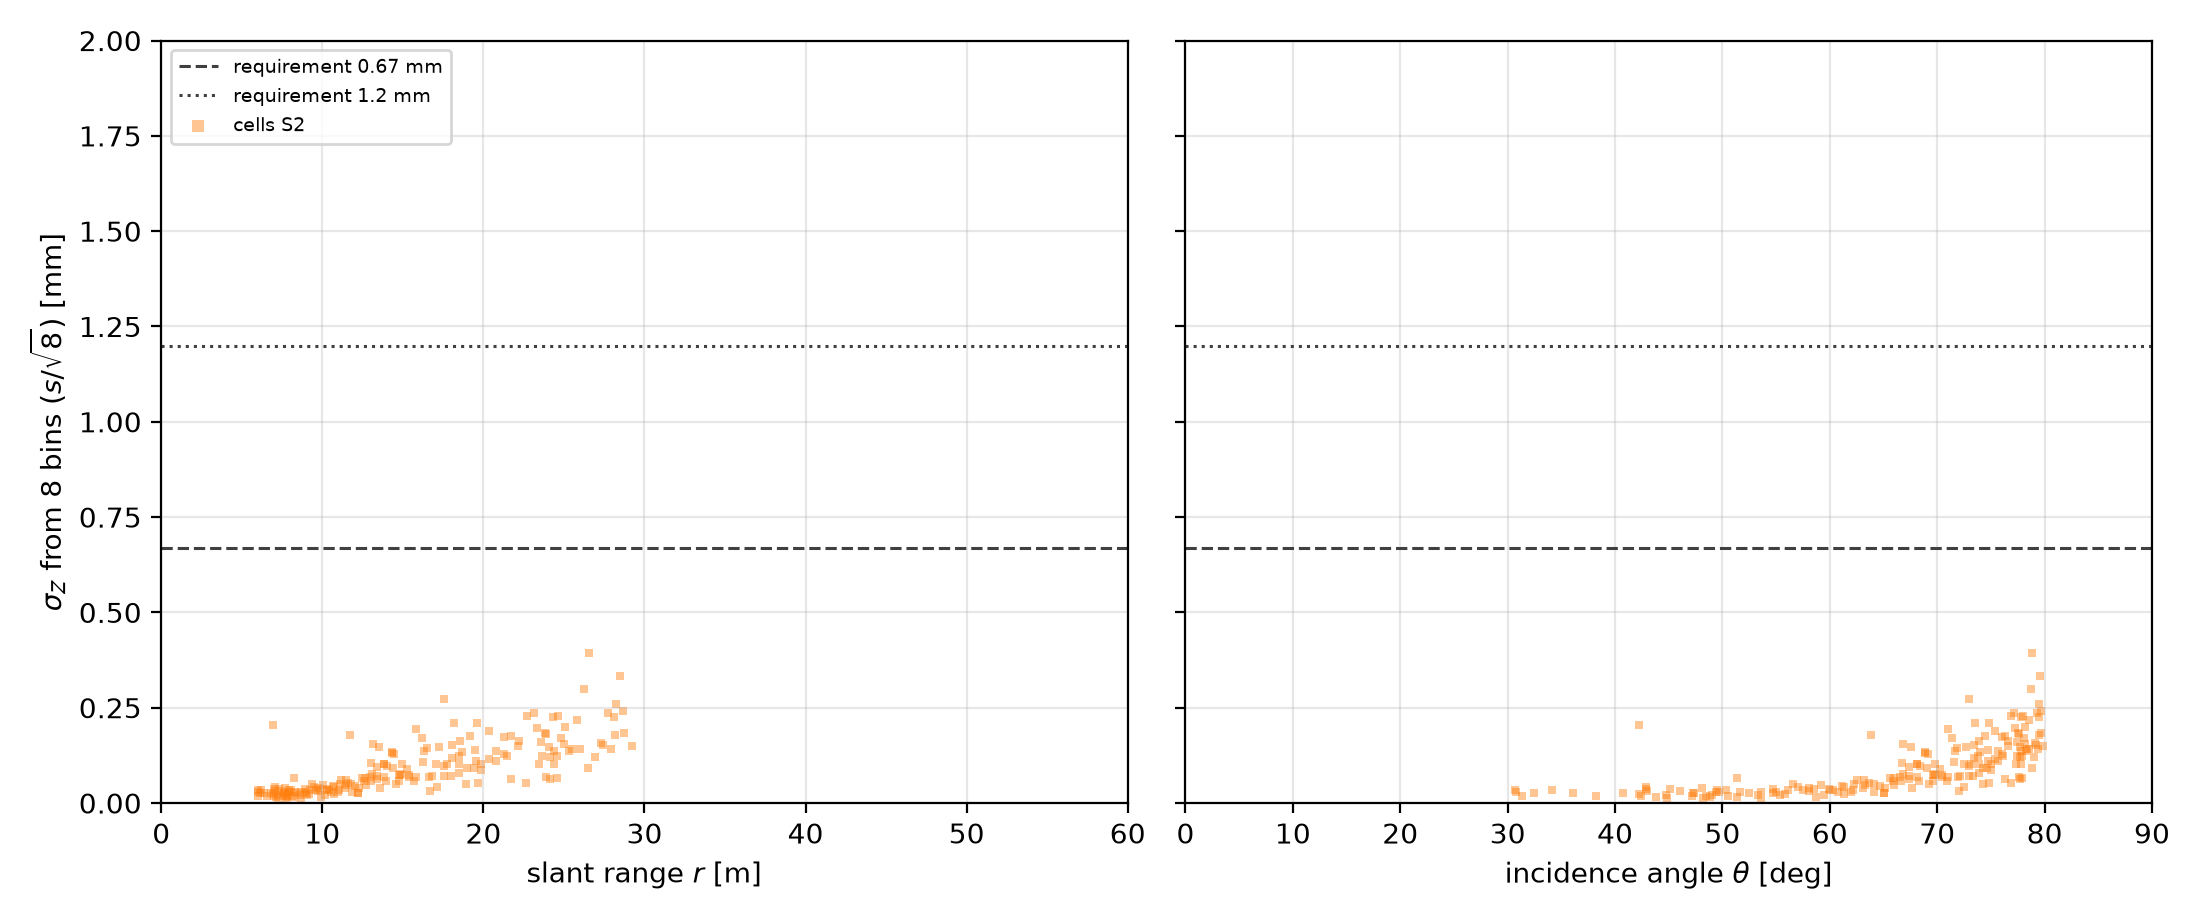 2.00
1.75
1.50
1.25
1.00
0.75
0.50
0.25
0.00
σ_Z from 8 bins (s/√8) [mm]
requirement 0.67 mm
requirement 1.2 mm
cells S2
0 10 20 30 40 50 60
slant range r [m]
0 10 20 30 40 50 60 70 80 90
incidence angle θ [deg]